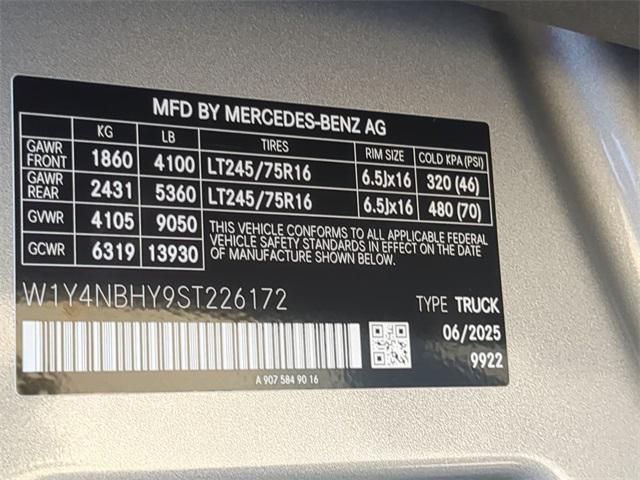 MFD BY MERCEDES-BENZ AG
KG LB TIRES RIM SIZE COLD KPA (PSI)
GAWR FRONT 1860 4100 LT245/75R16 6.5Jx16 320 (46)
GAWR REAR 2431 5360 LT245/75R16 6.5Jx16 480 (70)
GVWR 4105 9050
GCWR 6319 13930
THIS VEHICLE CONFORMS TO ALL APPLICABLE FEDERAL
VEHICLE SAFETY STANDARDS IN EFFECT ON THE DATE
OF MANUFACTURE SHOWN BELOW.
W1Y4NBHY9ST226172
TYPE TRUCK
06/2025
9922
A 907 584 90 16